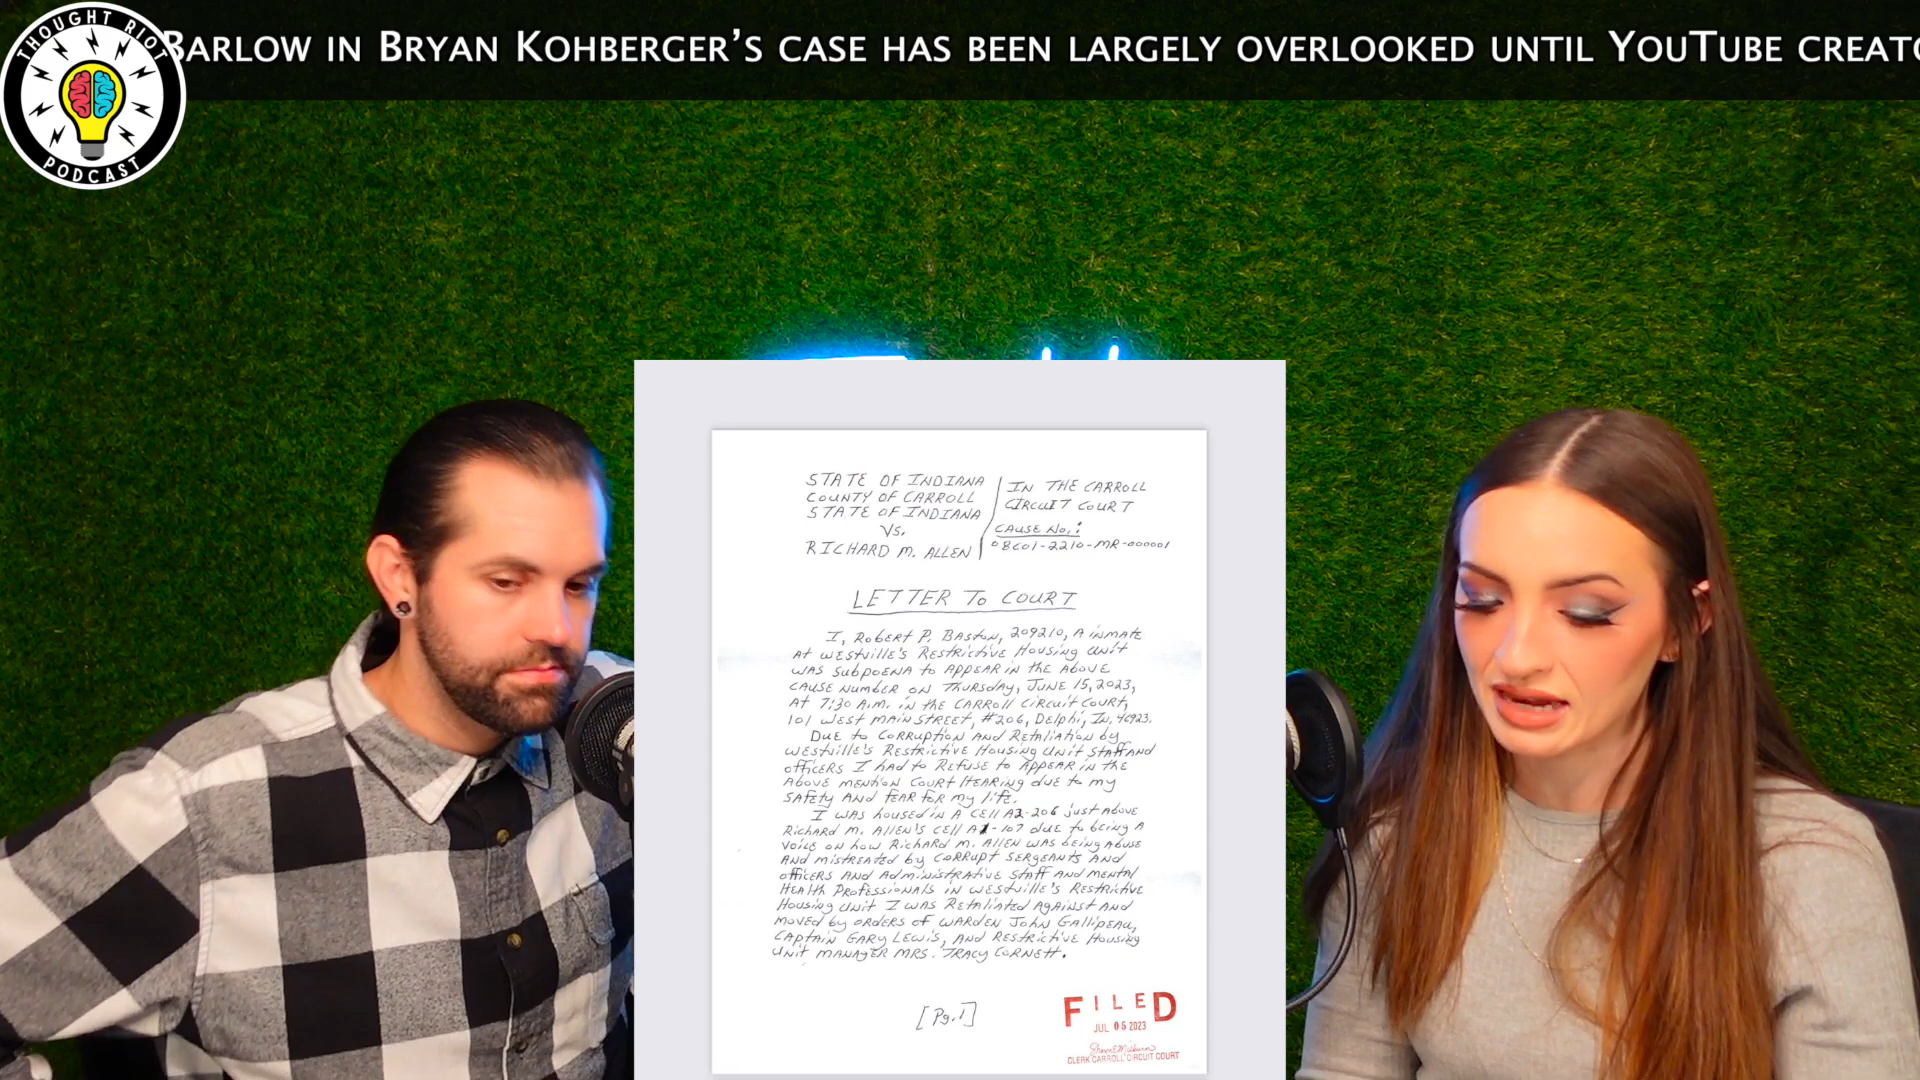 THOUGHT RIOT
PODCAST
BARLOW IN BRYAN KOHBERGER'S CASE HAS BEEN LARGELY OVERLOOKED UNTIL YOUTUBE CREATO
STATE OF INDIANA
COUNTY OF CARROLL
STATE OF INDIANA
VS.
RICHARD M. ALLEN
IN THE CARROLL
CIRCUIT COURT
CAUSE No.:
08C01-2210-MR-000001
LETTER TO COURT
I, ROBERT P. BASTON, 209210, A INMATE
AT WESTVILLE'S RESTRICTIVE HOUSING UNIT
WAS SUBPOENA TO APPEAR IN THE ABOVE
CAUSE NUMBER ON THURSDAY, JUNE 15, 2023,
AT 7:30 A.M. IN THE CARROLL CIRCUIT COURT,
101 WEST MAIN STREET, #206, DELPHI, IN, 46923.
DUE TO CORRUPTION AND RETALIATION BY
WESTVILLE'S RESTRICTIVE HOUSING UNIT STAFF AND
OFFICERS I HAD TO REFUSE TO APPEAR IN THE
ABOVE MENTION COURT HEARING DUE TO MY
SAFETY AND FEAR FOR MY LIFE.
I WAS HOUSED IN A CELL A2-206 JUST ABOVE
RICHARD M. ALLEN'S CELL A1-107 DUE TO BEING A
VOICE ON HOW RICHARD M. ALLEN WAS BEING ABUSE
AND MISTREATED BY CORRUPT SERGEANTS AND
OFFICERS AND ADMINISTRATIVE STAFF AND MENTAL
HEALTH PROFESSIONALS IN WESTVILLE'S RESTRICTIVE
HOUSING UNIT I WAS RETALIATED AGAINST AND
MOVED BY ORDERS OF WARDEN JOHN GALLIPEAU,
CAPTAIN GARY LEWIS, AND RESTRICTIVE HOUSING
UNIT MANAGER MRS. TRACY CORNETT.
[Pg.1]
FILED
JUL 05 2023
CLERK CARROLL CIRCUIT COURT